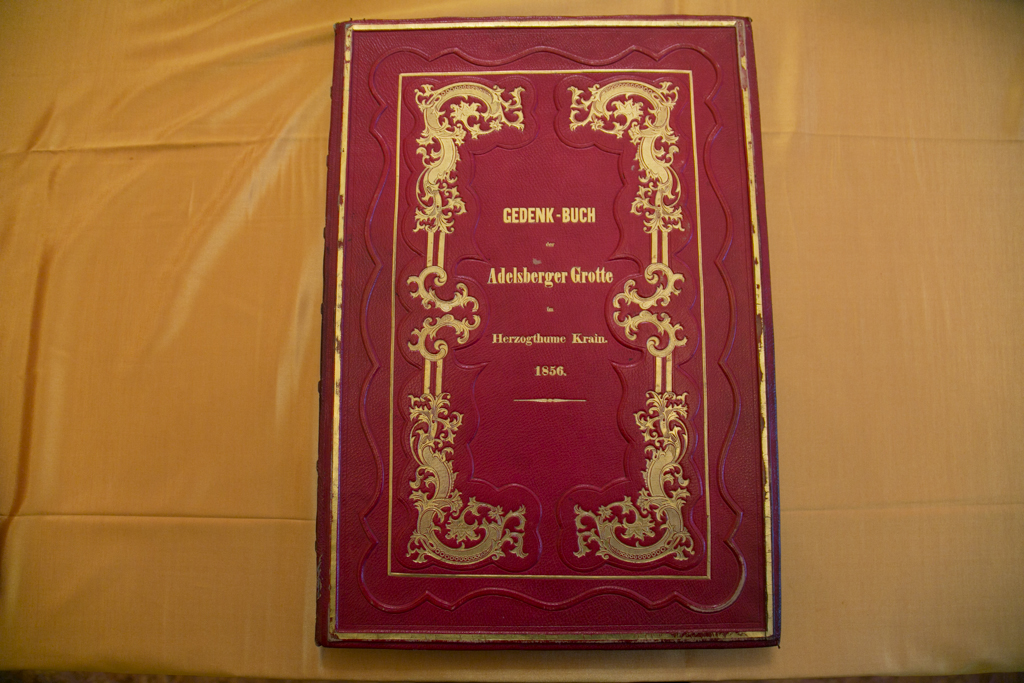 GEDENK-BUCH
der
Adelsberger Grotte
im
Herzogthume Krain.
1856.